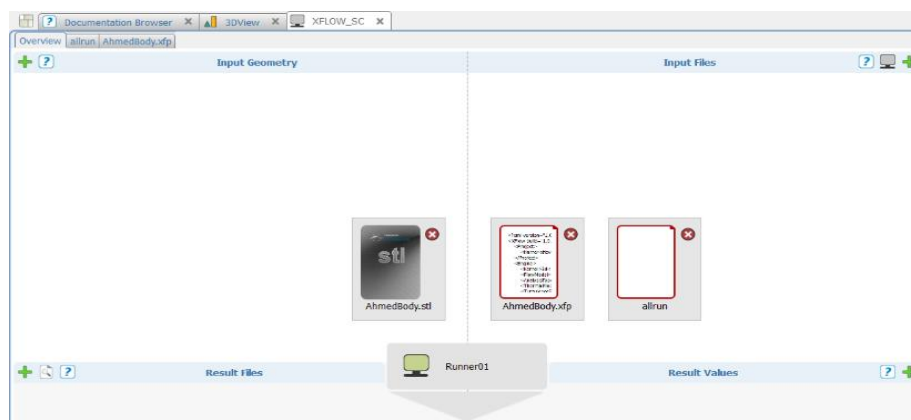 Documentation Browser 3DView XFLOW_SC
Overview allrun AhmedBody.xfp
Input Geometry Input Files
stl
AhmedBody.stl AhmedBody.xfp allrun
Runner01
Result Files Result Values